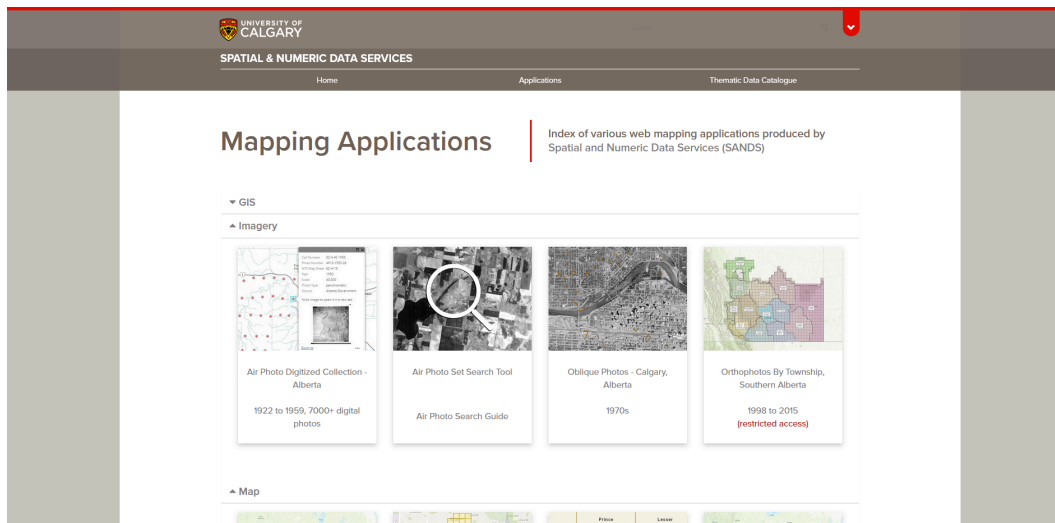 UNIVERSITY OF
CALGARY
SPATIAL & NUMERIC DATA SERVICES
Home
Applications
Thematic Data Catalogue
Mapping Applications
Index of various web mapping applications produced by
Spatial and Numeric Data Services (SANDS)
GIS
Imagery
Air Photo Digitized Collection -
Alberta
1922 to 1959, 7000+ digital
photos
Air Photo Set Search Tool
Air Photo Search Guide
Oblique Photos - Calgary,
Alberta
1970s
Orthophotos By Township,
Southern Alberta
1998 to 2015
(restricted access)
Map
Prince
Lesser